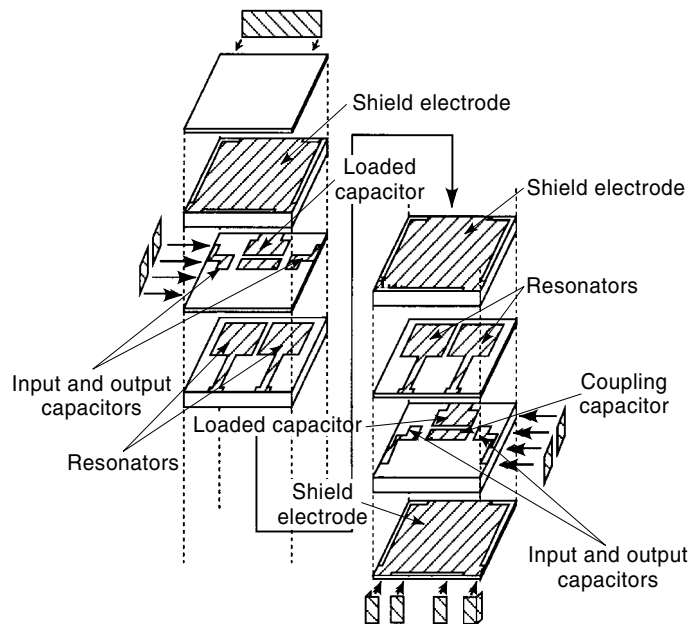 Shield electrode
Loaded
capacitor
Shield electrode
Resonators
Input and output
capacitors
Coupling
capacitor
Loaded capacitor
Resonators
Shield
electrode
Input and output
capacitors